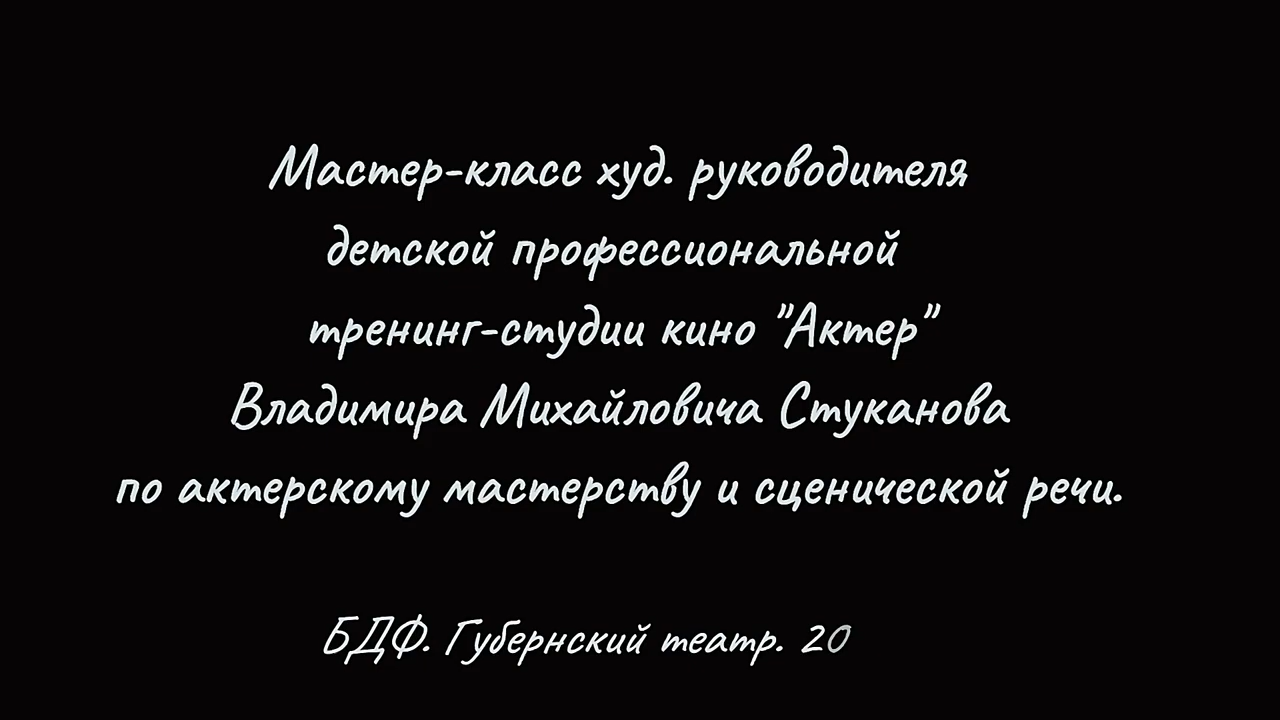 Мастер-класс худ. руководителя
детской профессиональной
тренинг-студии кино "Актер"
Владимира Михайловича Стуканова
по актерскому мастерству и сценической речи.
БДФ. Губернский театр. 20